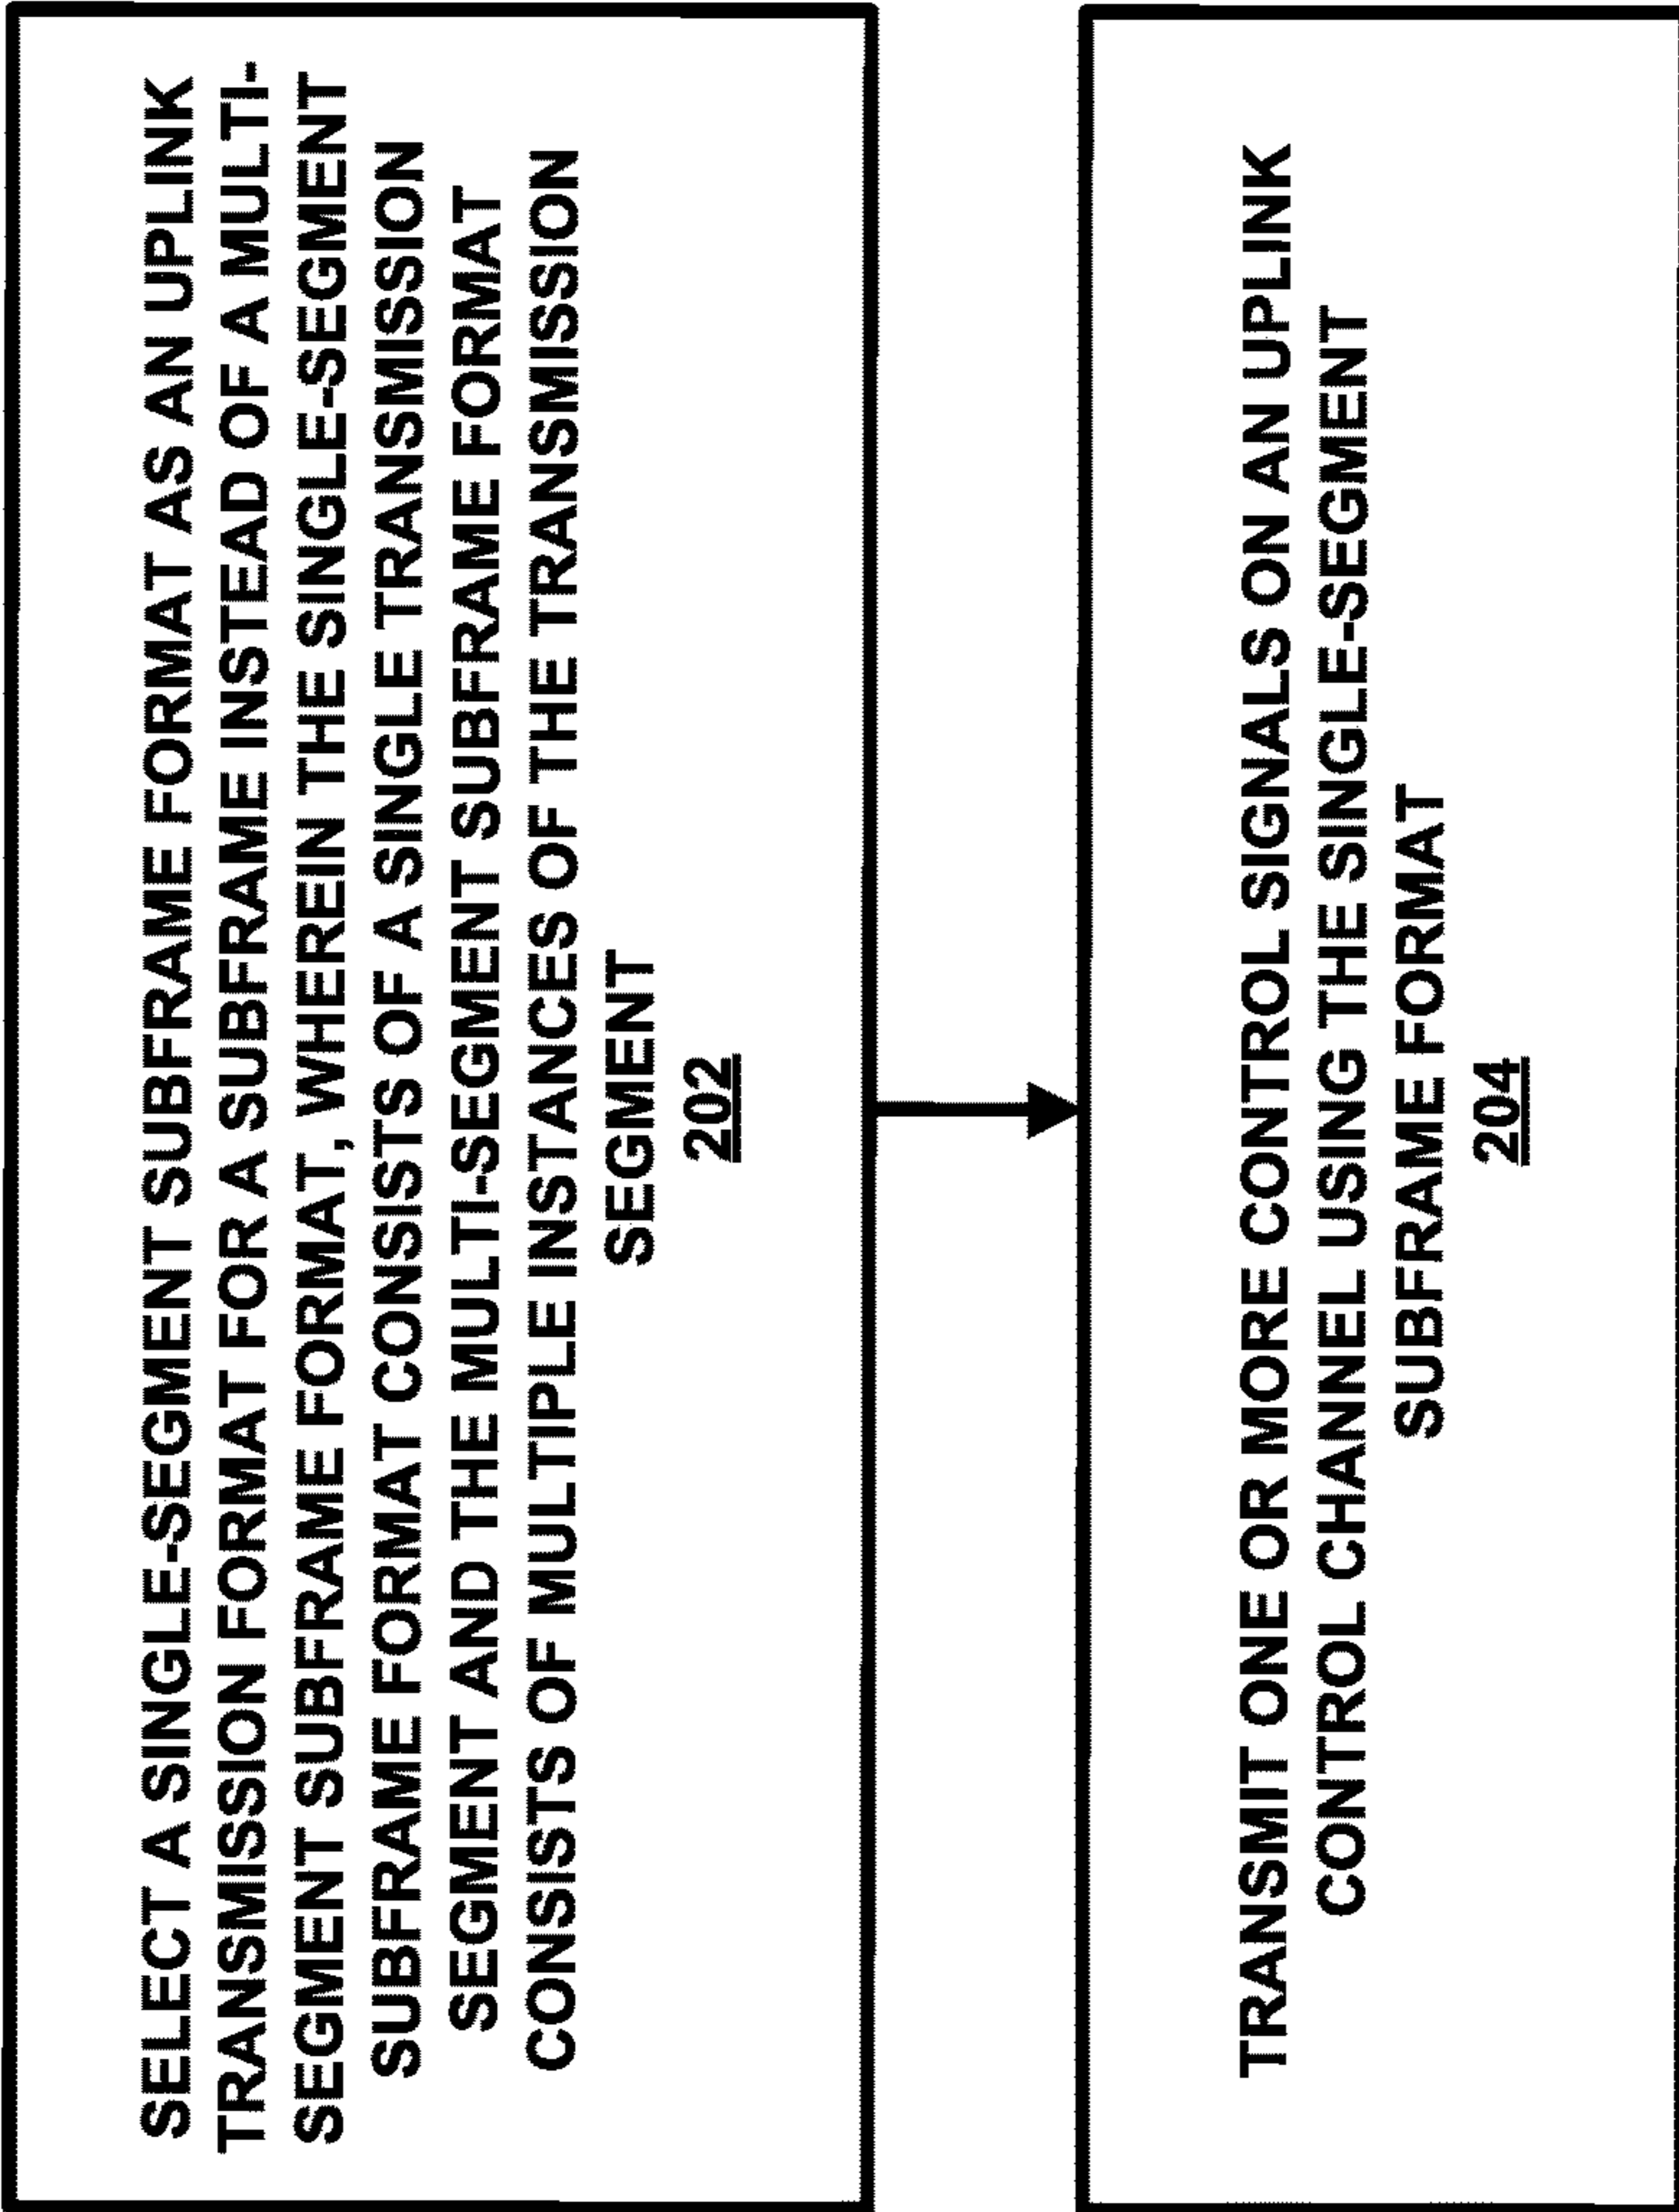 SELECT A SINGLE-SEGMENT SUBFRAME FORMAT AS AN UPLINK
TRANSMISSION FORMAT FOR A SUBFRAME INSTEAD OF A MULTI-
SEGMENT SUBFRAME FORMAT, WHEREIN THE SINGLE-SEGMENT
SUBFRAME FORMAT CONSISTS OF A SINGLE TRANSMISSION
SEGMENT AND THE MULTI-SEGMENT SUBFRAME FORMAT
CONSISTS OF MULTIPLE INSTANCES OF THE TRANSMISSION
SEGMENT
202
TRANSMIT ONE OR MORE CONTROL SIGNALS ON AN UPLINK
CONTROL CHANNEL USING THE SINGLE-SEGMENT
SUBFRAME FORMAT
204